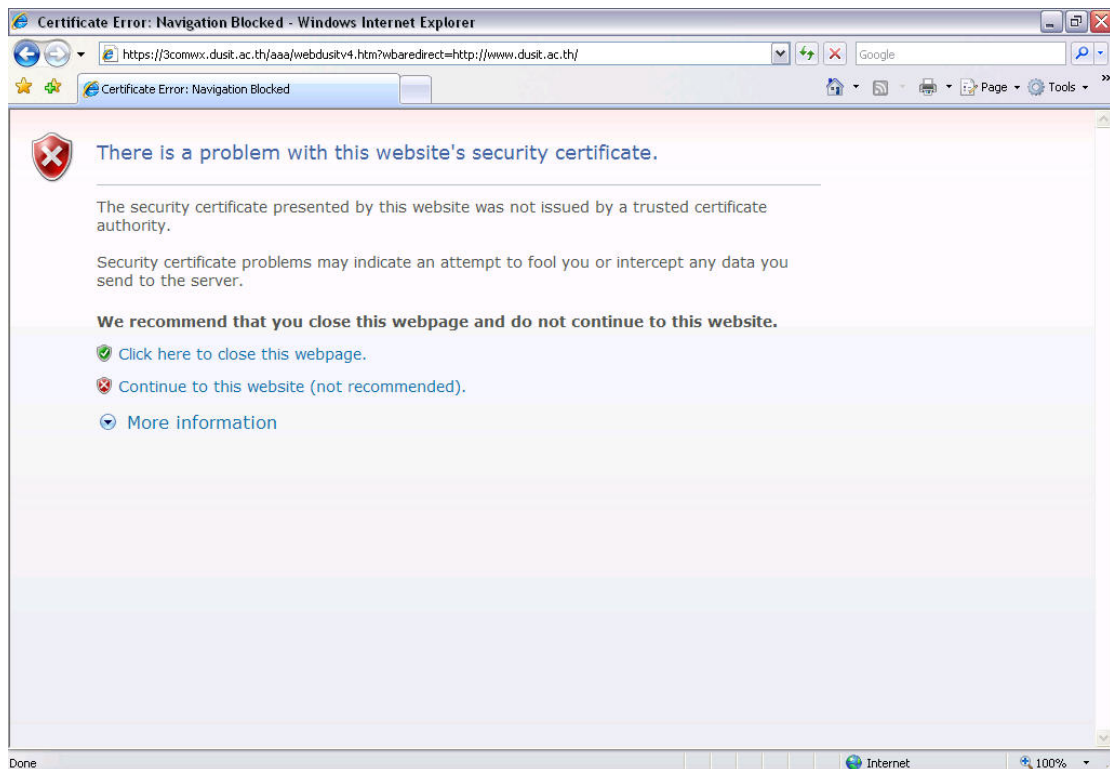 Certificate Error: Navigation Blocked - Windows Internet Explorer
https://3comwx.dusit.ac.th/aaa/webdusitv4.htm?wbaredirect=http://www.dusit.ac.th/
Google
Certificate Error: Navigation Blocked
Page
Tools
There is a problem with this website's security certificate.
The security certificate presented by this website was not issued by a trusted certificate
authority.
Security certificate problems may indicate an attempt to fool you or intercept any data you
send to the server.
We recommend that you close this webpage and do not continue to this website.
Click here to close this webpage.
Continue to this website (not recommended).
More information
Done
Internet
100%